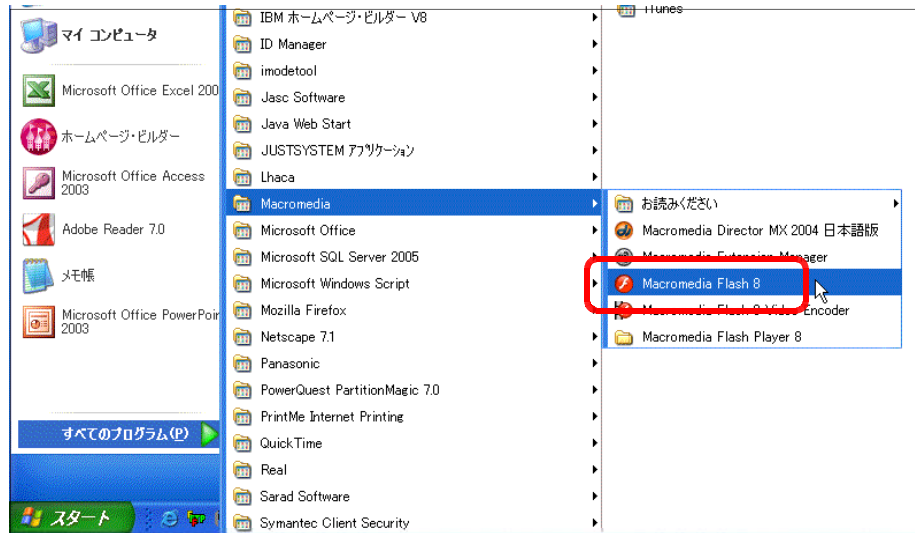 マイ コンピュータ
Microsoft Office Excel 200
ホームページ・ビルダー
Microsoft Office Access
2003
Adobe Reader 7.0
メモ帳
Microsoft Office PowerPoin
2003
すべてのプログラム(P)
スタート
IBM ホームページ・ビルダー V8
ID Manager
imodetool
Jasc Software
Java Web Start
JUSTSYSTEM アプリケーション
Lhaca
Macromedia
Microsoft Office
Microsoft SQL Server 2005
Microsoft Windows Script
Mozilla Firefox
Netscape 7.1
Panasonic
PowerQuest PartitionMagic 7.0
PrintMe Internet Printing
QuickTime
Real
Sarad Software
Symantec Client Security
iTunes
お読みください
Macromedia Director MX 2004 日本語版
Macromedia Extension Manager
Macromedia Flash 8
Macromedia Flash 8 Video Encoder
Macromedia Flash Player 8